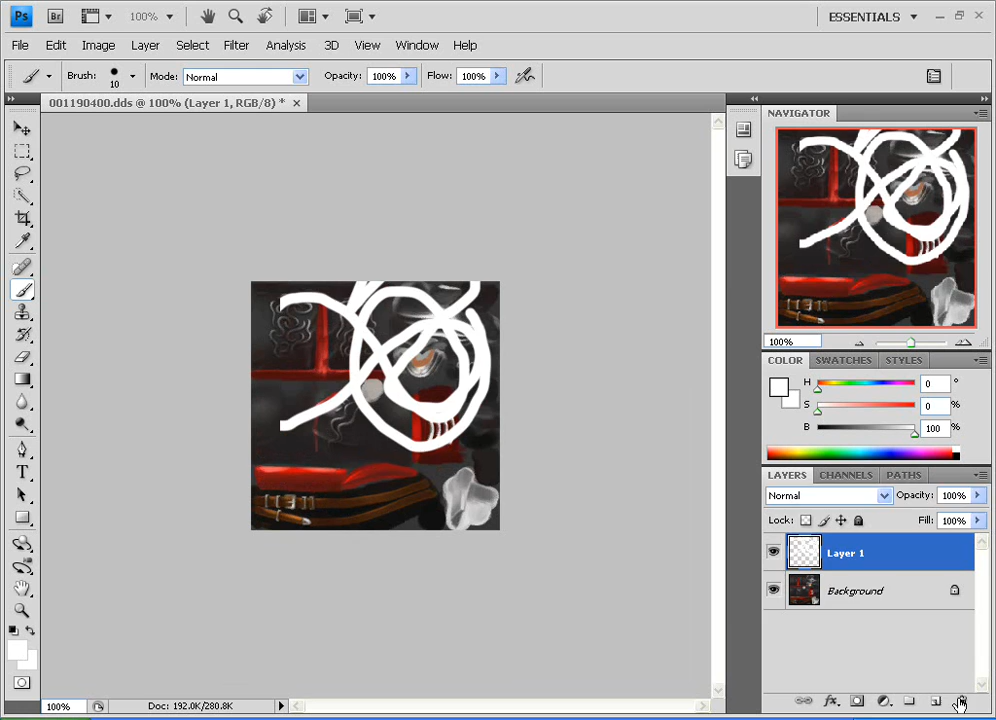 Ps Br 100% ESSENTIALS
File Edit Image Layer Select Filter Analysis 3D View Window Help
Brush: 10 Mode: Normal Opacity: 100% Flow: 100%
001190400.dds @ 100% (Layer 1, RGB/8) *
NAVIGATOR
100%
COLOR SWATCHES STYLES
H 0 °
S 0 %
B 100 %
LAYERS CHANNELS PATHS
Normal Opacity: 100%
Lock: Fill: 100%
Layer 1
Background
fx
100% Doc: 192.0K/280.8K